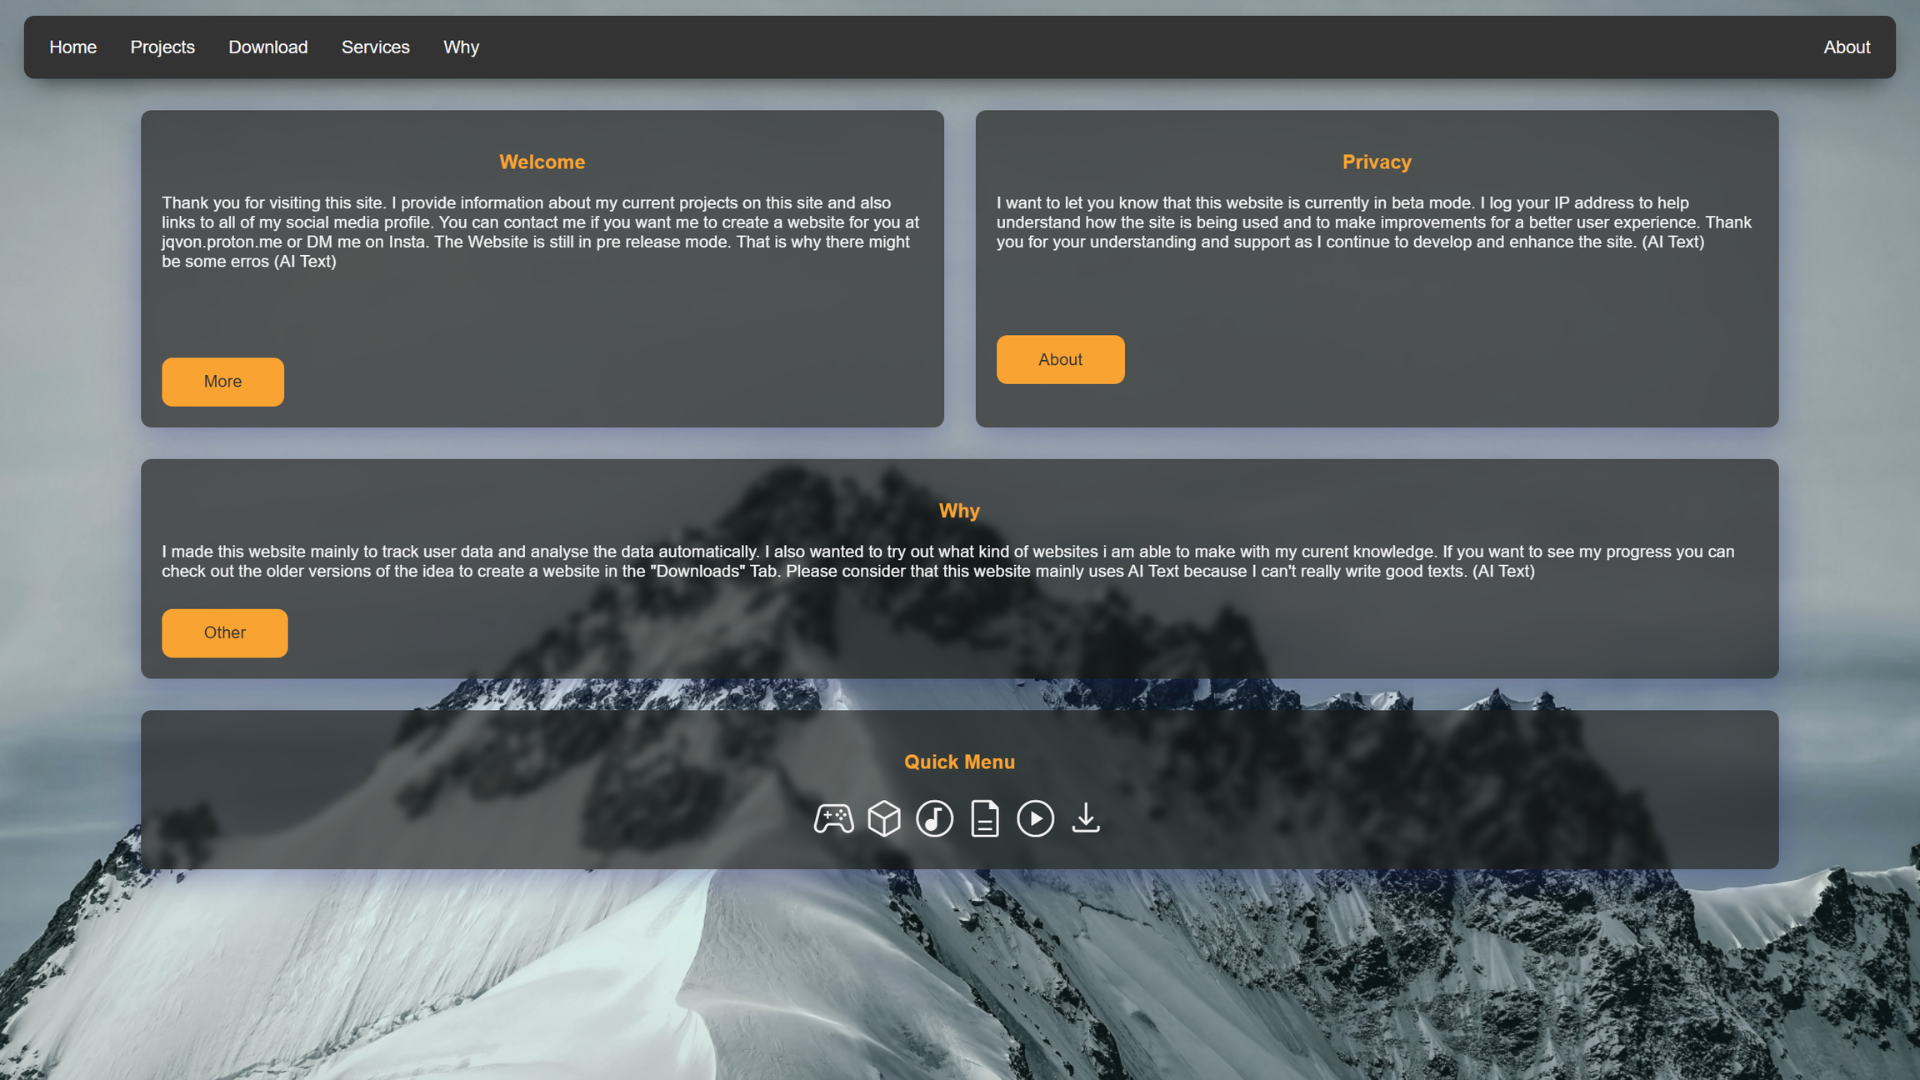 Home Projects Download Services Why About
Welcome
Thank you for visiting this site. I provide information about my current projects on this site and also
links to all of my social media profile. You can contact me if you want me to create a website for you at
jqvon.proton.me or DM me on Insta. The Website is still in pre release mode. That is why there might
be some erros (AI Text)
More
Privacy
I want to let you know that this website is currently in beta mode. I log your IP address to help
understand how the site is being used and to make improvements for a better user experience. Thank
you for your understanding and support as I continue to develop and enhance the site. (AI Text)
About
Why
I made this website mainly to track user data and analyse the data automatically. I also wanted to try out what kind of websites i am able to make with my curent knowledge. If you want to see my progress you can
check out the older versions of the idea to create a website in the "Downloads" Tab. Please consider that this website mainly uses AI Text because I can't really write good texts. (AI Text)
Other
Quick Menu